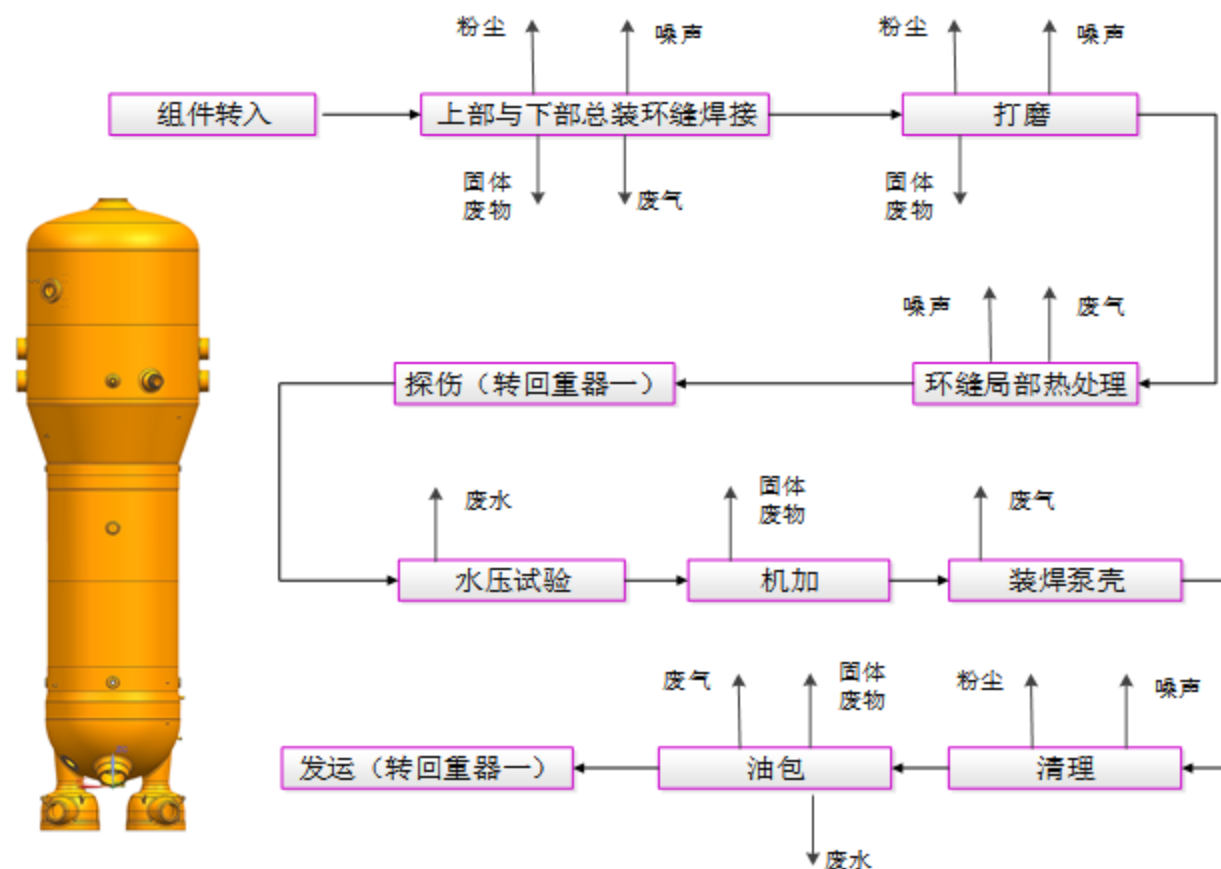 粉尘
噪声
粉尘
噪声
组件转入
上部与下部总装环缝焊接
打磨
固体
废物
废气
固体
废物
噪声
废气
探伤（转回重器一）
环缝局部热处理
废水
固体
废物
废气
水压试验
机加
装焊泵壳
废气
固体
废物
粉尘
噪声
发运（转回重器一）
油包
清理
废水